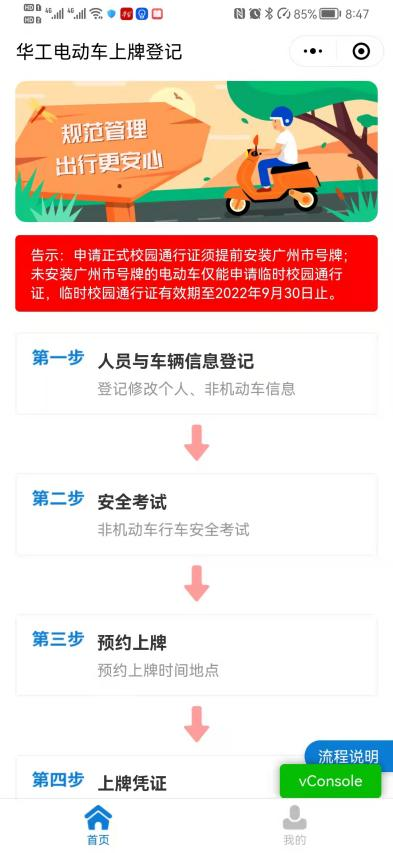 85% 8:47
华工电动车上牌登记
规范管理
出行更安心
告示：申请正式校园通行证须提前安装广州市号牌；
未安装广州市号牌的电动车仅能申请临时校园通行
证，临时校园通行证有效期至2022年9月30日止。
第一步 人员与车辆信息登记
登记修改个人、非机动车信息
第二步 安全考试
非机动车行车安全考试
第三步 预约上牌
预约上牌时间地点
流程说明
第四步 上牌凭证
vConsole
首页 我的